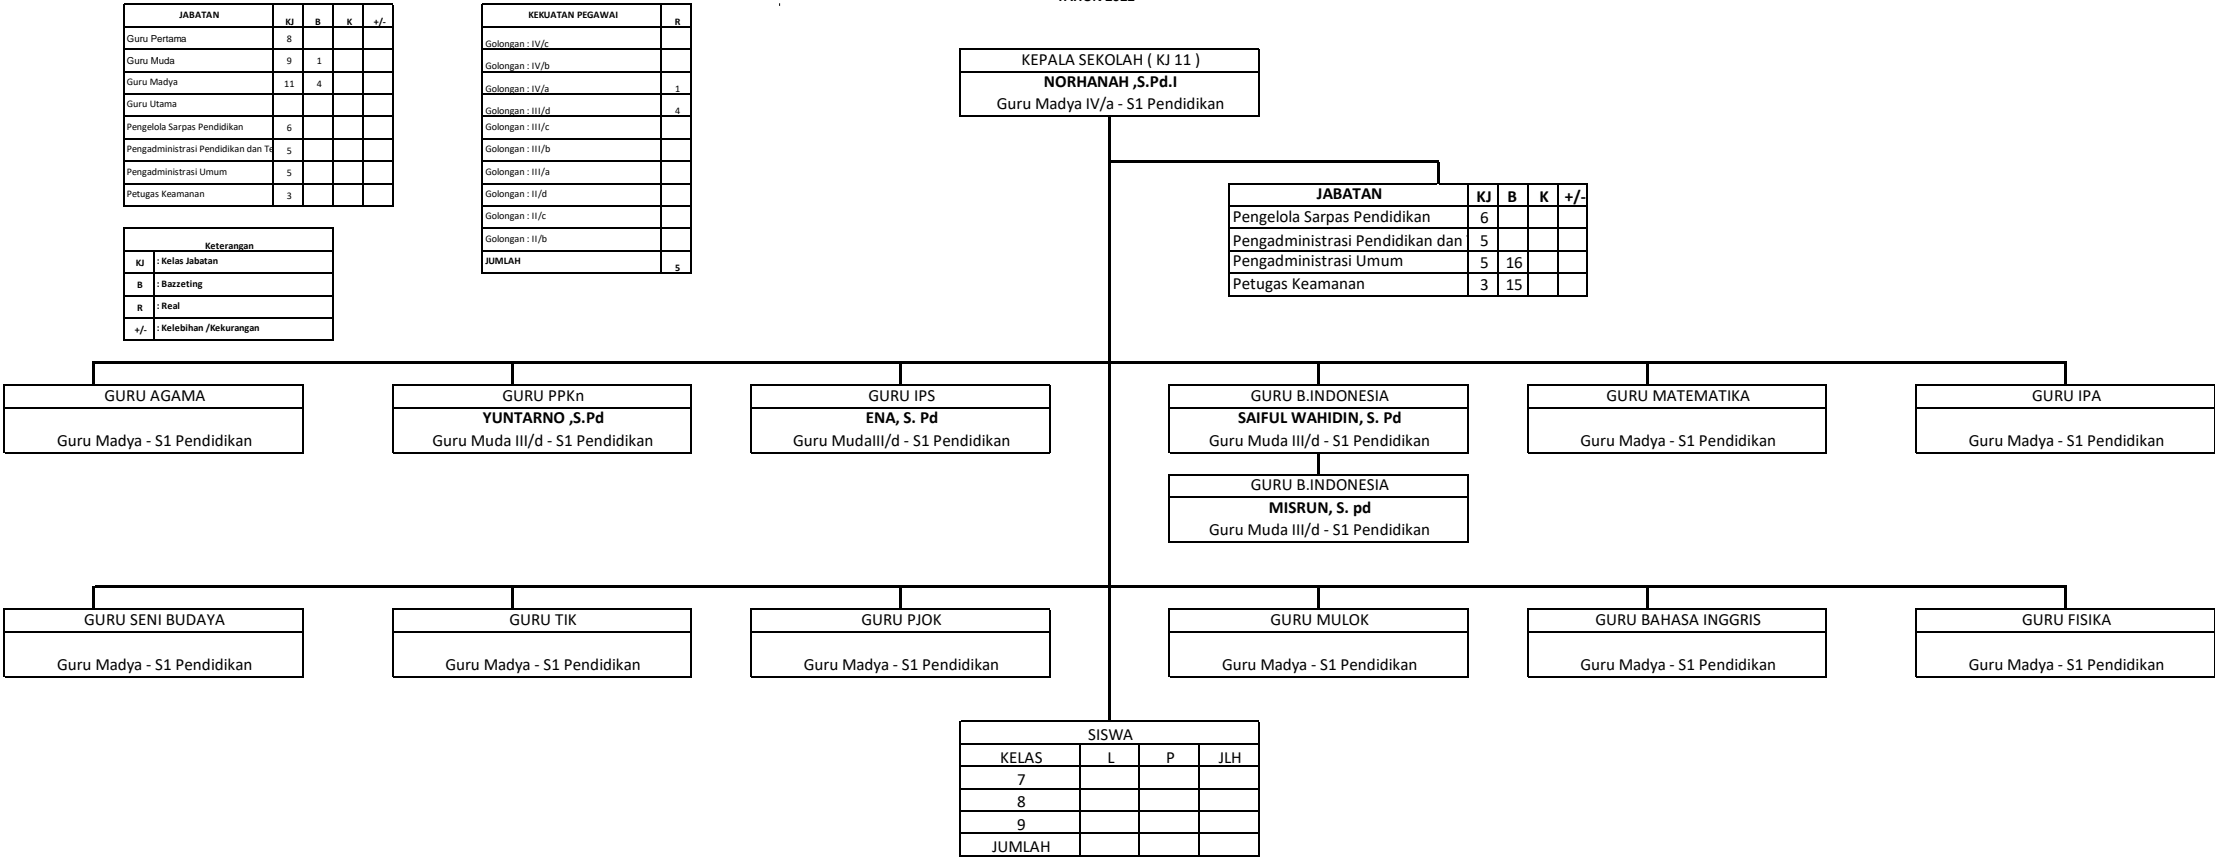 JABATAN KJ B K +/-
Guru Pertama 8
Guru Muda 9 1
Guru Madya 11 4
Guru Utama
Pengelola Sarpas Pendidikan 6
Pengadministrasi Pendidikan dan Te 5
Pengadministrasi Umum 5
Petugas Keamanan 3
Keterangan
KJ : Kelas Jabatan
B : Bazzeting
R : Real
+/- : Kelebihan /Kekurangan
KEKUATAN PEGAWAI R
Golongan : IV/c
Golongan : IV/b
Golongan : IV/a 1
Golongan : III/d 4
Golongan : III/c
Golongan : III/b
Golongan : III/a
Golongan : II/d
Golongan : II/c
Golongan : II/b
JUMLAH 5
KEPALA SEKOLAH ( KJ 11 )
NORHANAH ,S.Pd.I
Guru Madya IV/a - S1 Pendidikan
JABATAN KJ B K +/-
Pengelola Sarpas Pendidikan 6
Pengadministrasi Pendidikan dan 5
Pengadministrasi Umum 5 16
Petugas Keamanan 3 15
GURU AGAMA
Guru Madya - S1 Pendidikan
GURU PPKn
YUNTARNO ,S.Pd
Guru Muda III/d - S1 Pendidikan
GURU IPS
ENA, S. Pd
Guru MudaIII/d - S1 Pendidikan
GURU B.INDONESIA
SAIFUL WAHIDIN, S. Pd
Guru Muda III/d - S1 Pendidikan
GURU MATEMATIKA
Guru Madya - S1 Pendidikan
GURU IPA
Guru Madya - S1 Pendidikan
GURU B.INDONESIA
MISRUN, S. pd
Guru Muda III/d - S1 Pendidikan
GURU SENI BUDAYA
Guru Madya - S1 Pendidikan
GURU TIK
Guru Madya - S1 Pendidikan
GURU PJOK
Guru Madya - S1 Pendidikan
GURU MULOK
Guru Madya - S1 Pendidikan
GURU BAHASA INGGRIS
Guru Madya - S1 Pendidikan
GURU FISIKA
Guru Madya - S1 Pendidikan
SISWA
KELAS L P JLH
7
8
9
JUMLAH